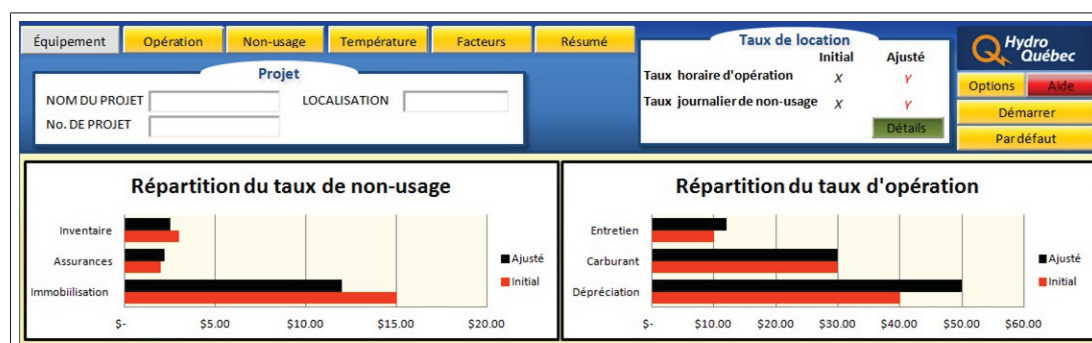 Équipement
Opération
Non-usage
Température
Facteurs
Résumé
Projet
NOM DU PROJET
LOCALISATION
No. DE PROJET
Taux de location
Initial Ajusté
Taux horaire d'opération X Y
Taux journalier de non-usage X Y
Détails
Hydro
Québec
Options
Aide
Démarrer
Par défaut
Répartition du taux de non-usage
Inventaire
Assurances
Immobiilisation
Ajusté
Initial
$- $5.00 $10.00 $15.00 $20.00
Répartition du taux d'opération
Entretien
Carburant
Dépréciation
Ajusté
Initial
$- $10.00 $20.00 $30.00 $40.00 $50.00 $60.00